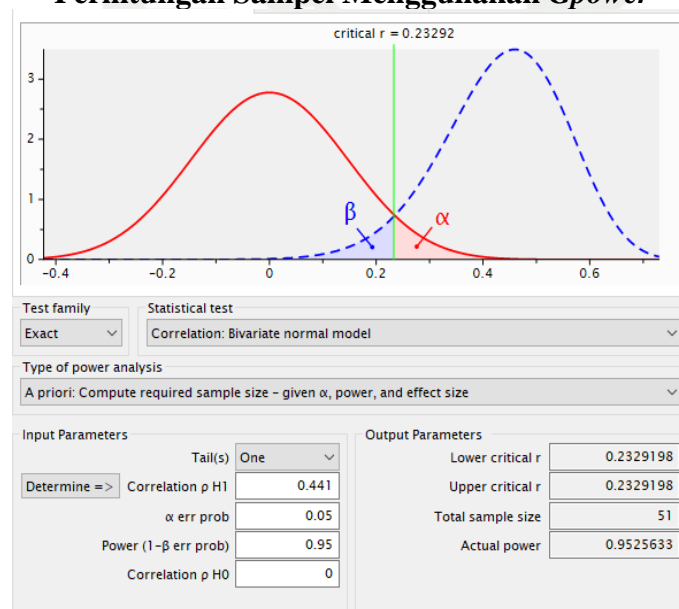 Perhitungan Sampel Menggunakan Gpower
critical r = 0.23292
3
2
1
0
β
α
-0.4 -0.2 0 0.2 0.4 0.6
Test family Statistical test
Exact Correlation: Bivariate normal model
Type of power analysis
A priori: Compute required sample size - given α, power, and effect size
Input Parameters Output Parameters
Tail(s) One Lower critical r 0.2329198
Determine => Correlation ρ H1 0.441 Upper critical r 0.2329198
α err prob 0.05 Total sample size 51
Power (1-β err prob) 0.95 Actual power 0.9525633
Correlation ρ H0 0